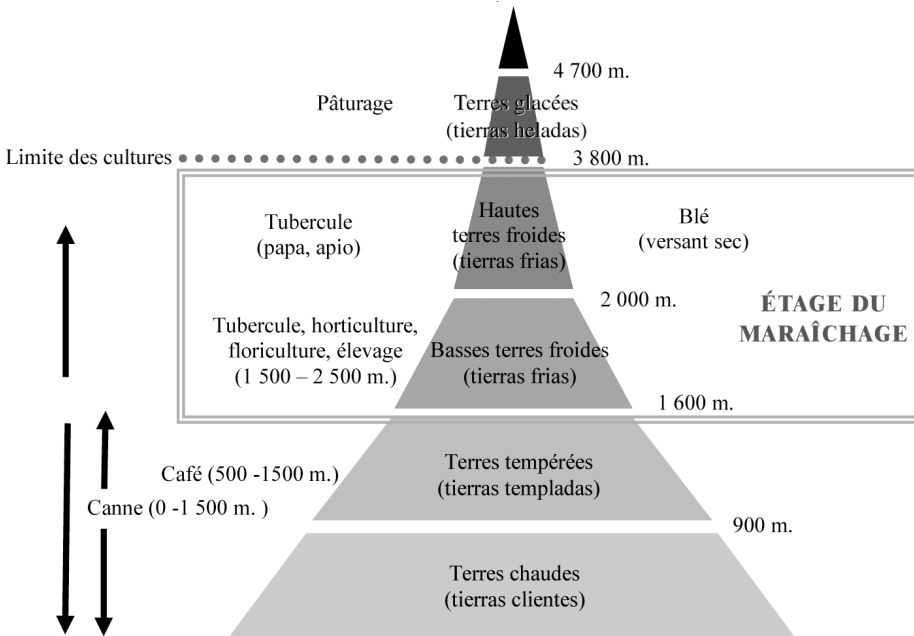 4 700 m.
Pâturage
Terres glacées
(tierras heladas)
Limite des cultures
3 800 m.
Tubercule
(papa, apio)
Hautes
terres froides
(tierras frias)
Blé
(versant sec)
2 000 m.
ÉTAGE DU
MARAÎCHAGE
Tubercule, horticulture,
floriculture, élevage
(1 500 – 2 500 m.)
Basses terres froides
(tierras frias)
1 600 m.
Café (500 -1500 m.)
Canne (0 -1 500 m. )
Terres tempérées
(tierras templadas)
900 m.
Terres chaudes
(tierras clientes)